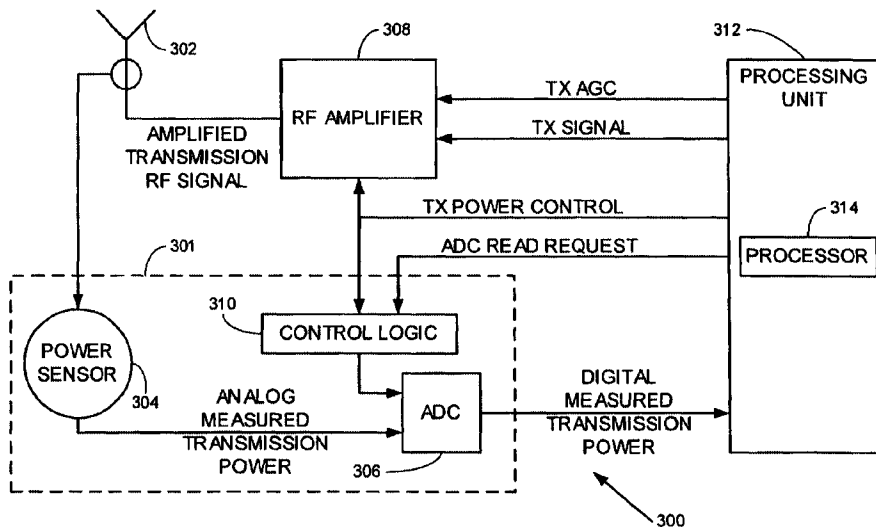 302
308
312
PROCESSING
UNIT
TX AGC
RF AMPLIFIER
TX SIGNAL
AMPLIFIED
TRANSMISSION
RF SIGNAL
TX POWER CONTROL
314
301
ADC READ REQUEST
PROCESSOR
310
CONTROL LOGIC
POWER
SENSOR
304
ANALOG
MEASURED
TRANSMISSION
POWER
ADC
DIGITAL
MEASURED
TRANSMISSION
POWER
306
300